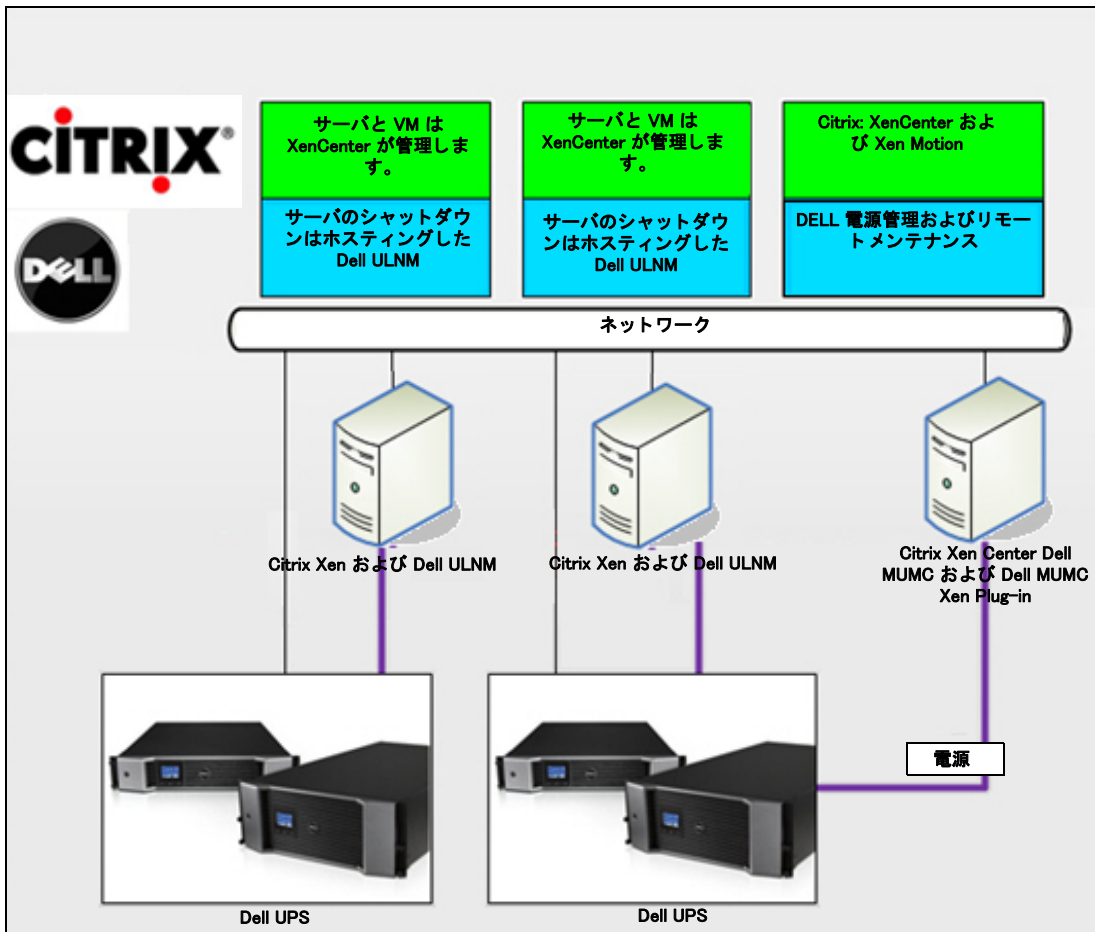 CITRIX®
DELL
サーバと VM は
XenCenter が管理しま
す。
サーバのシャットダウ
ンはホスティングした
Dell ULNM
サーバと VM は
XenCenter が管理しま
す。
サーバのシャットダウ
ンはホスティングした
Dell ULNM
Citrix: XenCenter およ
び Xen Motion
DELL 電源管理およびリモー
ト メンテナンス
ネットワーク
Citrix Xen および Dell ULNM
Citrix Xen および Dell ULNM
Citrix Xen Center Dell
MUMC および Dell MUMC
Xen Plug-in
電源
Dell UPS
Dell UPS